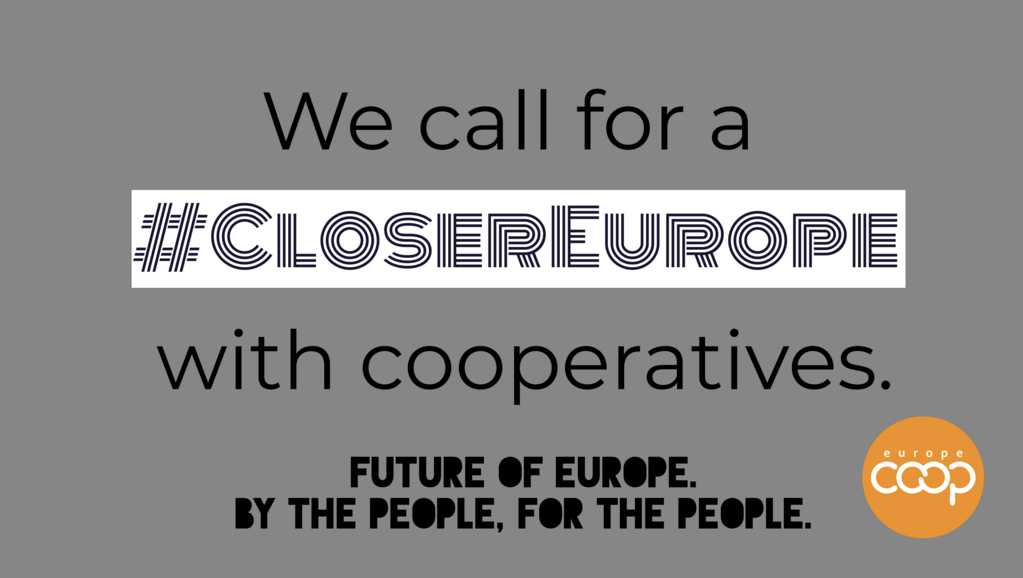 We call for a
#CloserEurope
with cooperatives.
FUTURE OF EUROPE.
BY THE PEOPLE, FOR THE PEOPLE.
europe
coop